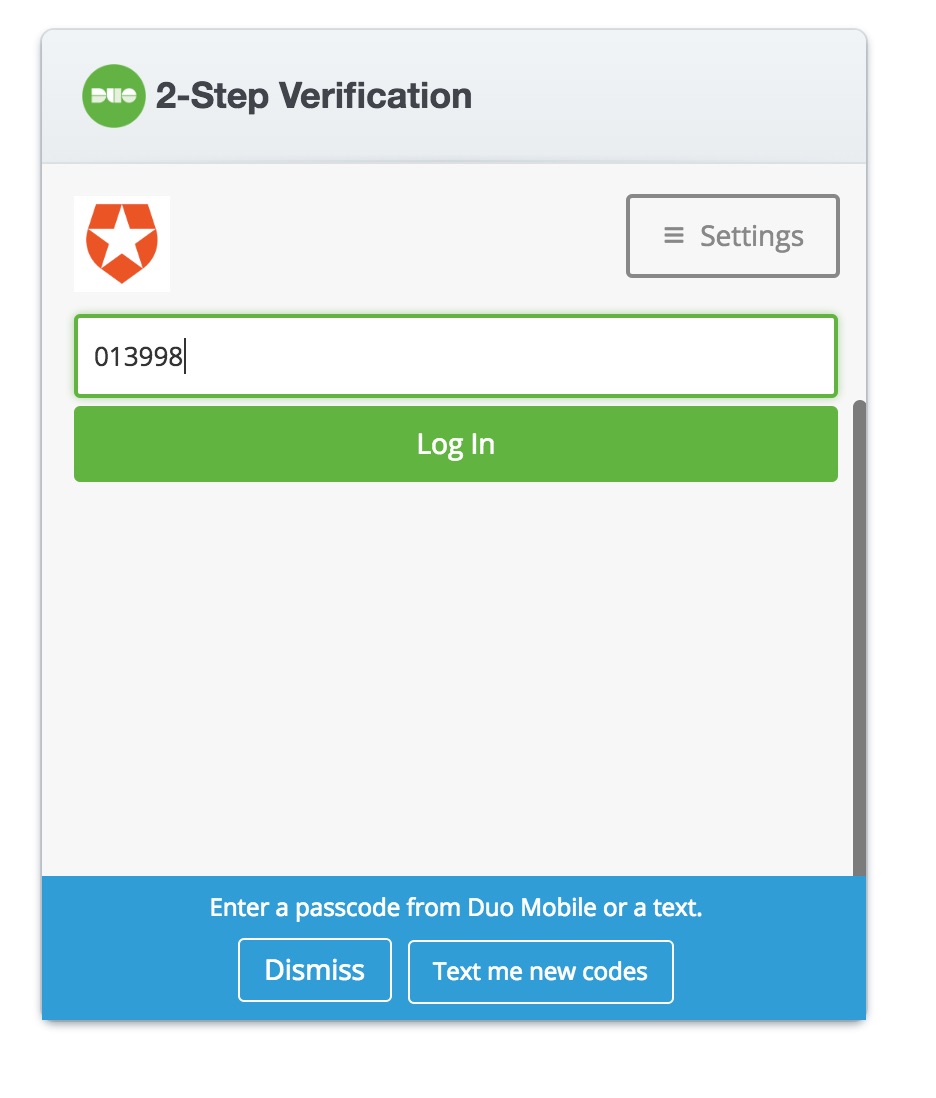 DUO 2-Step Verification
Settings
013998
Log In
Enter a passcode from Duo Mobile or a text.
Dismiss Text me new codes